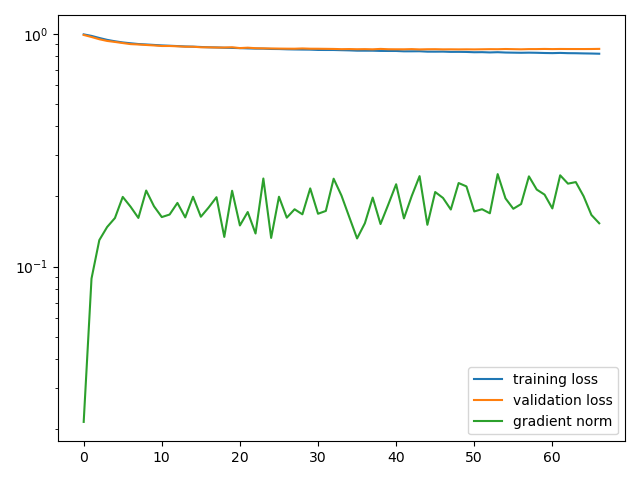 10⁰
10⁻¹
0 10 20 30 40 50 60
training loss
validation loss
gradient norm